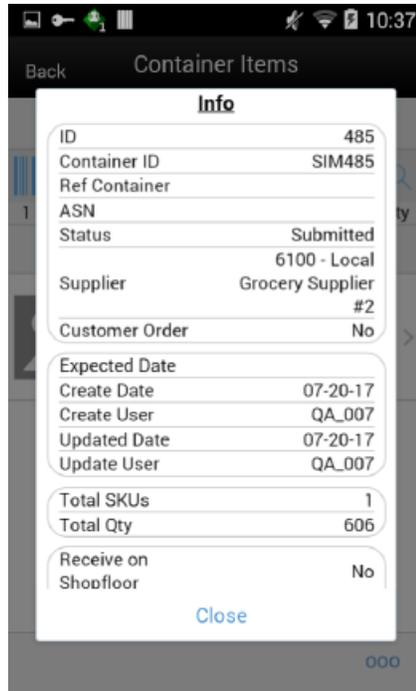 10:37
Back Container Items
Info
ID 485
Container ID SIM485
Ref Container
ASN
Status Submitted
Supplier 6100 - Local
Grocery Supplier
#2
Customer Order No
Expected Date
Create Date 07-20-17
Create User QA_007
Updated Date 07-20-17
Update User QA_007
Total SKUs 1
Total Qty 606
Receive on
Shopfloor No
Close
1 ty
ooo